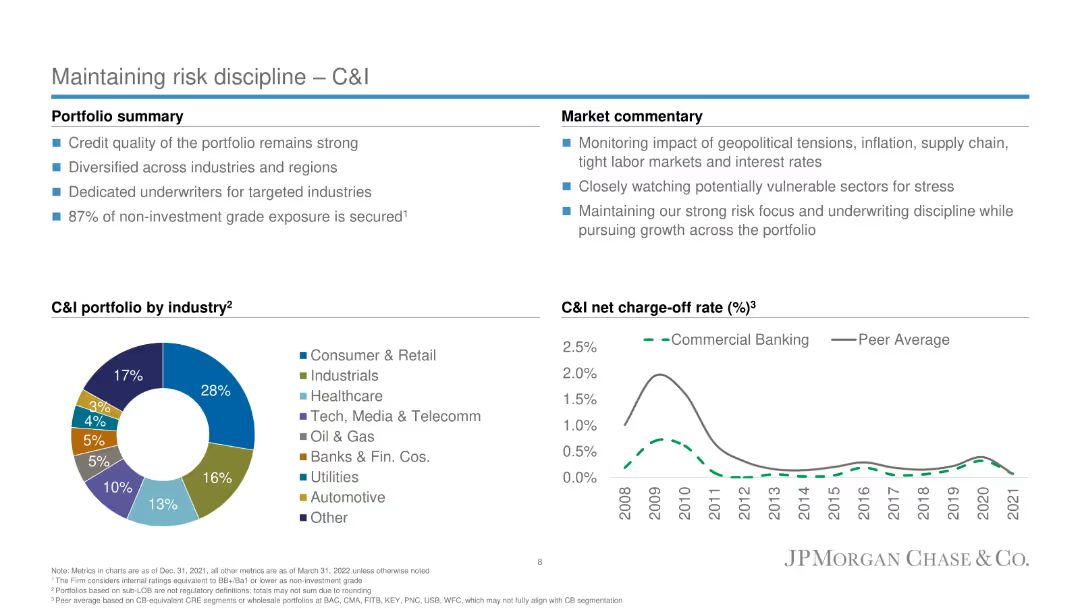 Maintaining risk discipline – C&I
Portfolio summary
■ Credit quality of the portfolio remains strong
■ Diversified across industries and regions
■ Dedicated underwriters for targeted industries
■ 87% of non-investment grade exposure is secured¹
Market commentary
■ Monitoring impact of geopolitical tensions, inflation, supply chain,
tight labor markets and interest rates
■ Closely watching potentially vulnerable sectors for stress
■ Maintaining our strong risk focus and underwriting discipline while
pursuing growth across the portfolio
C&I portfolio by industry²
28%
16%
13%
10%
5%
5%
4%
3%
17%
Consumer & Retail
Industrials
Healthcare
Tech, Media & Telecomm
Oil & Gas
Banks & Fin. Cos.
Utilities
Automotive
Other
C&I net charge-off rate (%)³
Commercial Banking Peer Average
2.5%
2.0%
1.5%
1.0%
0.5%
0.0%
2008 2009 2010 2011 2012 2013 2014 2015 2016 2017 2018 2019 2020 2021
Note: Metrics in charts are as of Dec. 31, 2021, all other metrics are as of March 31, 2022 unless otherwise noted
¹ The Firm considers internal ratings equivalent to BB+/Ba1 or lower as non-investment grade
² Portfolios based on sub-LOB are not regulatory definitions; totals may not sum due to rounding
³ Peer average based on CB-equivalent CRE segments or wholesale portfolios at BAC, CMA, FITB, KEY, PNC, USB, WFC, which may not fully align with CB segmentation
8
JPMORGAN CHASE & CO.